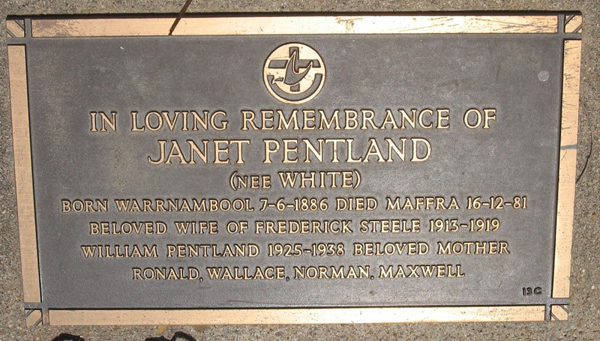 IN LOVING REMEMBRANCE OF
JANET PENTLAND
(NEE WHITE)
BORN WARRNAMBOOL 7-6-1886 DIED MAFFRA 16-12-81
BELOVED WIFE OF FREDERICK STEELE 1913-1919
WILLIAM PENTLAND 1925-1938 BELOVED MOTHER
RONALD, WALLACE, NORMAN, MAXWELL
13C